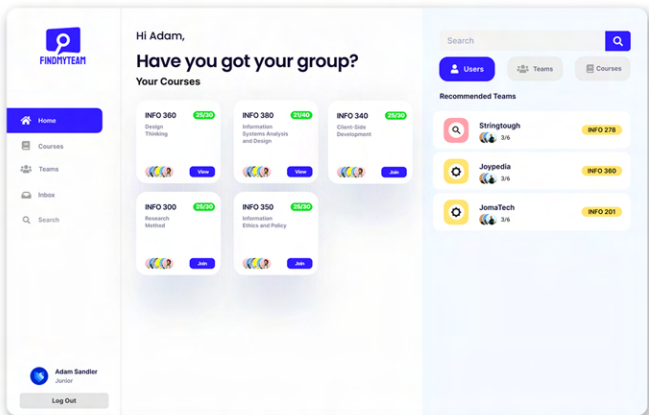 FINDMYTEAM
Home
Courses
Teams
Inbox
Search
Adam Sandler
Junior
Log Out
Hi Adam,
Have you got your group?
Your Courses
INFO 360
25/30
Design
Thinking
View
INFO 380
21/40
Information
Systems Analysis
and Design
View
INFO 340
25/30
Client-Side
Development
Join
INFO 300
25/30
Research
Method
Join
INFO 350
25/30
Information
Ethics and Policy
Join
Search
Users
Teams
Courses
Recommended Teams
Stringtough
3/6
INFO 278
Joypedia
3/6
INFO 360
JomaTech
3/6
INFO 201